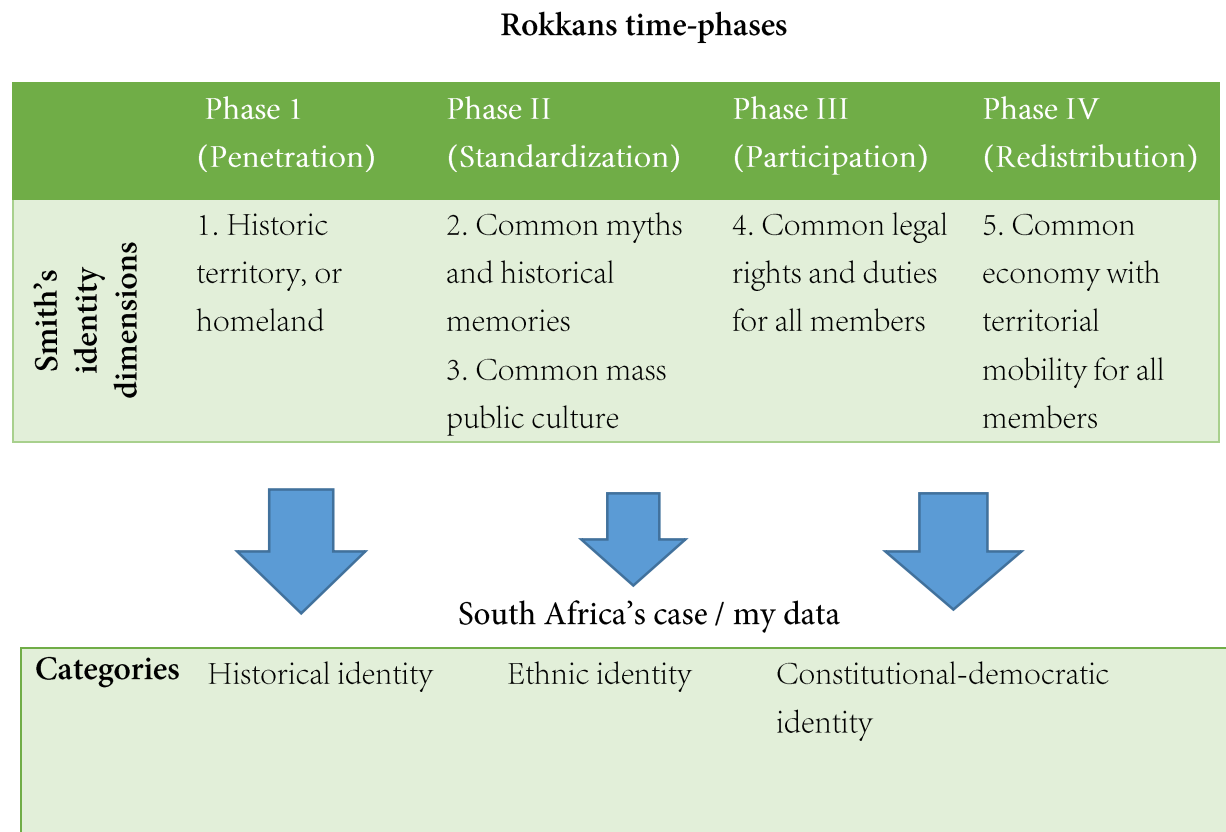 Rokkans time-phases
Phase 1
(Penetration)
Phase II
(Standardization)
Phase III
(Participation)
Phase IV
(Redistribution)
Smith’s
identity
dimensions
1. Historic
territory, or
homeland
2. Common myths
and historical
memories
3. Common mass
public culture
4. Common legal
rights and duties
for all members
5. Common
economy with
territorial
mobility for all
members
South Africa’s case / my data
Categories
Historical identity
Ethnic identity
Constitutional-democratic
identity